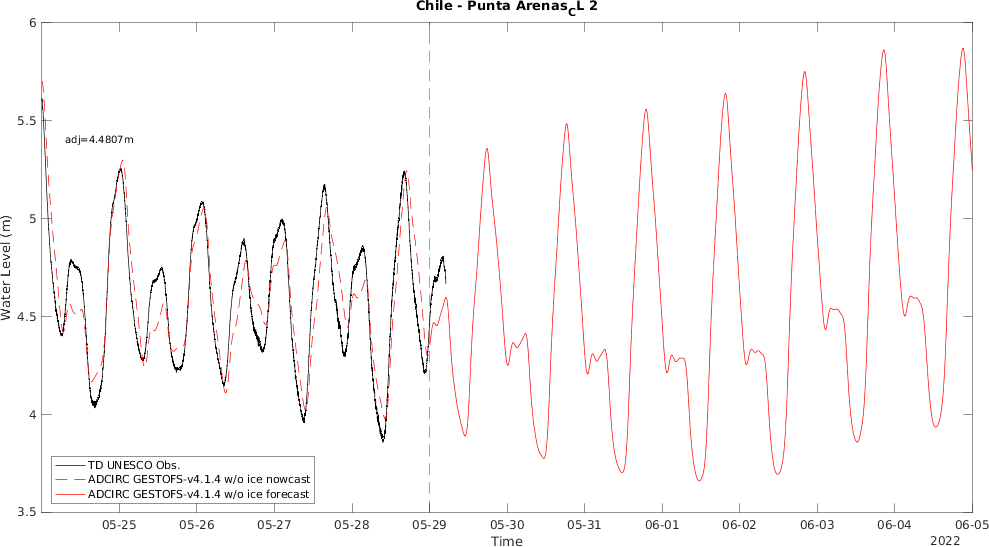 Chile - Punta Arenas_CL 2
6
5.5
5
4.5
4
3.5
Water Level (m)
adj=4.4807m
TD UNESCO Obs.
ADCIRC GESTOFS-v4.1.4 w/o ice nowcast
ADCIRC GESTOFS-v4.1.4 w/o ice forecast
05-25 05-26 05-27 05-28 05-29 05-30 05-31 06-01 06-02 06-03 06-04 06-05
Time
2022